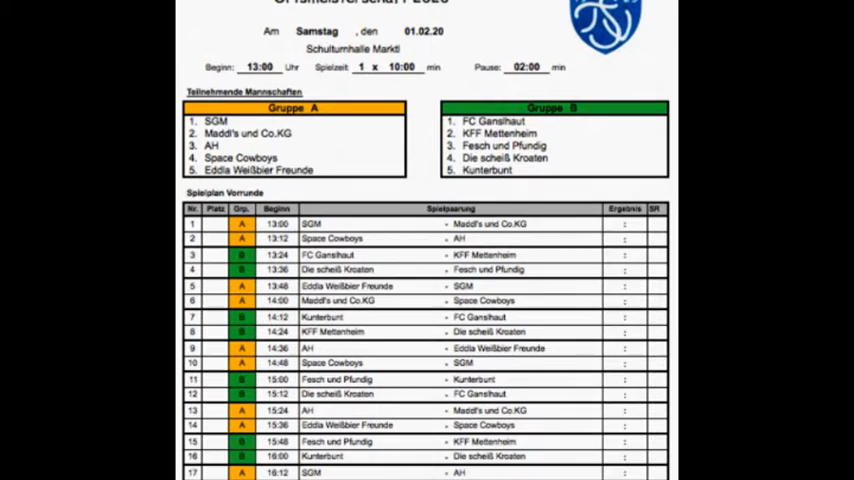 Ortsmeisterschaft 2020
Am Samstag , den 01.02.20
Schulturnhalle Marktl
Beginn: 13:00 Uhr Spielzeit: 1 x 10:00 min Pause: 02:00 min
Teilnehmende Mannschaften
Gruppe A Gruppe B
1. SGM 1. FC Ganslhaut
2. Maddl's und Co.KG 2. KFF Mettenheim
3. AH 3. Fesch und Pfundig
4. Space Cowboys 4. Die scheiß Kroaten
5. Eddla Weißbier Freunde 5. Kunterbunt
Spielplan Vorrunde
Nr. Platz Grp. Beginn Spielpaarung Ergebnis SR
1 A 13:00 SGM - Maddl's und Co.KG :
2 A 13:12 Space Cowboys - AH :
3 B 13:24 FC Ganslhaut - KFF Mettenheim :
4 B 13:36 Die scheiß Kroaten - Fesch und Pfundig :
5 A 13:48 Eddla Weißbier Freunde - SGM :
6 A 14:00 Maddl's und Co.KG - Space Cowboys :
7 B 14:12 Kunterbunt - FC Ganslhaut :
8 B 14:24 KFF Mettenheim - Die scheiß Kroaten :
9 A 14:36 AH - Eddla Weißbier Freunde :
10 A 14:48 Space Cowboys - SGM :
11 B 15:00 Fesch und Pfundig - Kunterbunt :
12 B 15:12 Die scheiß Kroaten - FC Ganslhaut :
13 A 15:24 AH - Maddl's und Co.KG :
14 A 15:36 Eddla Weißbier Freunde - Space Cowboys :
15 B 15:48 Fesch und Pfundig - KFF Mettenheim :
16 B 16:00 Kunterbunt - Die scheiß Kroaten :
17 A 16:12 SGM - AH :